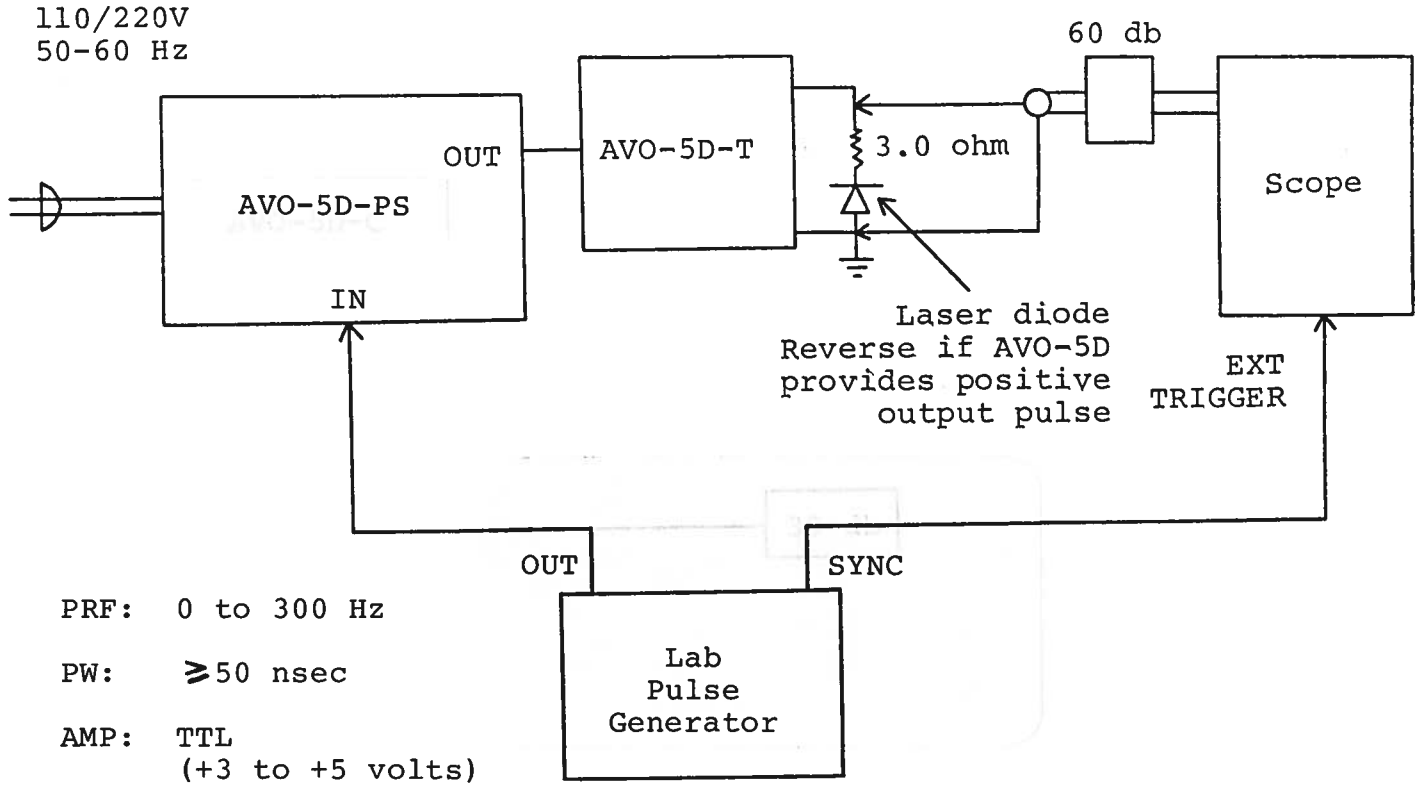 110/220V
50-60 Hz
60 db
OUT
AVO-5D-T
3.0 ohm
Scope
AVO-5D-PS
IN
Laser diode
Reverse if AVO-5D
provides positive
output pulse
EXT
TRIGGER
OUT
SYNC
PRF: 0 to 300 Hz
PW: ≥50 nsec
AMP: TTL
(+3 to +5 volts)
Lab
Pulse
Generator